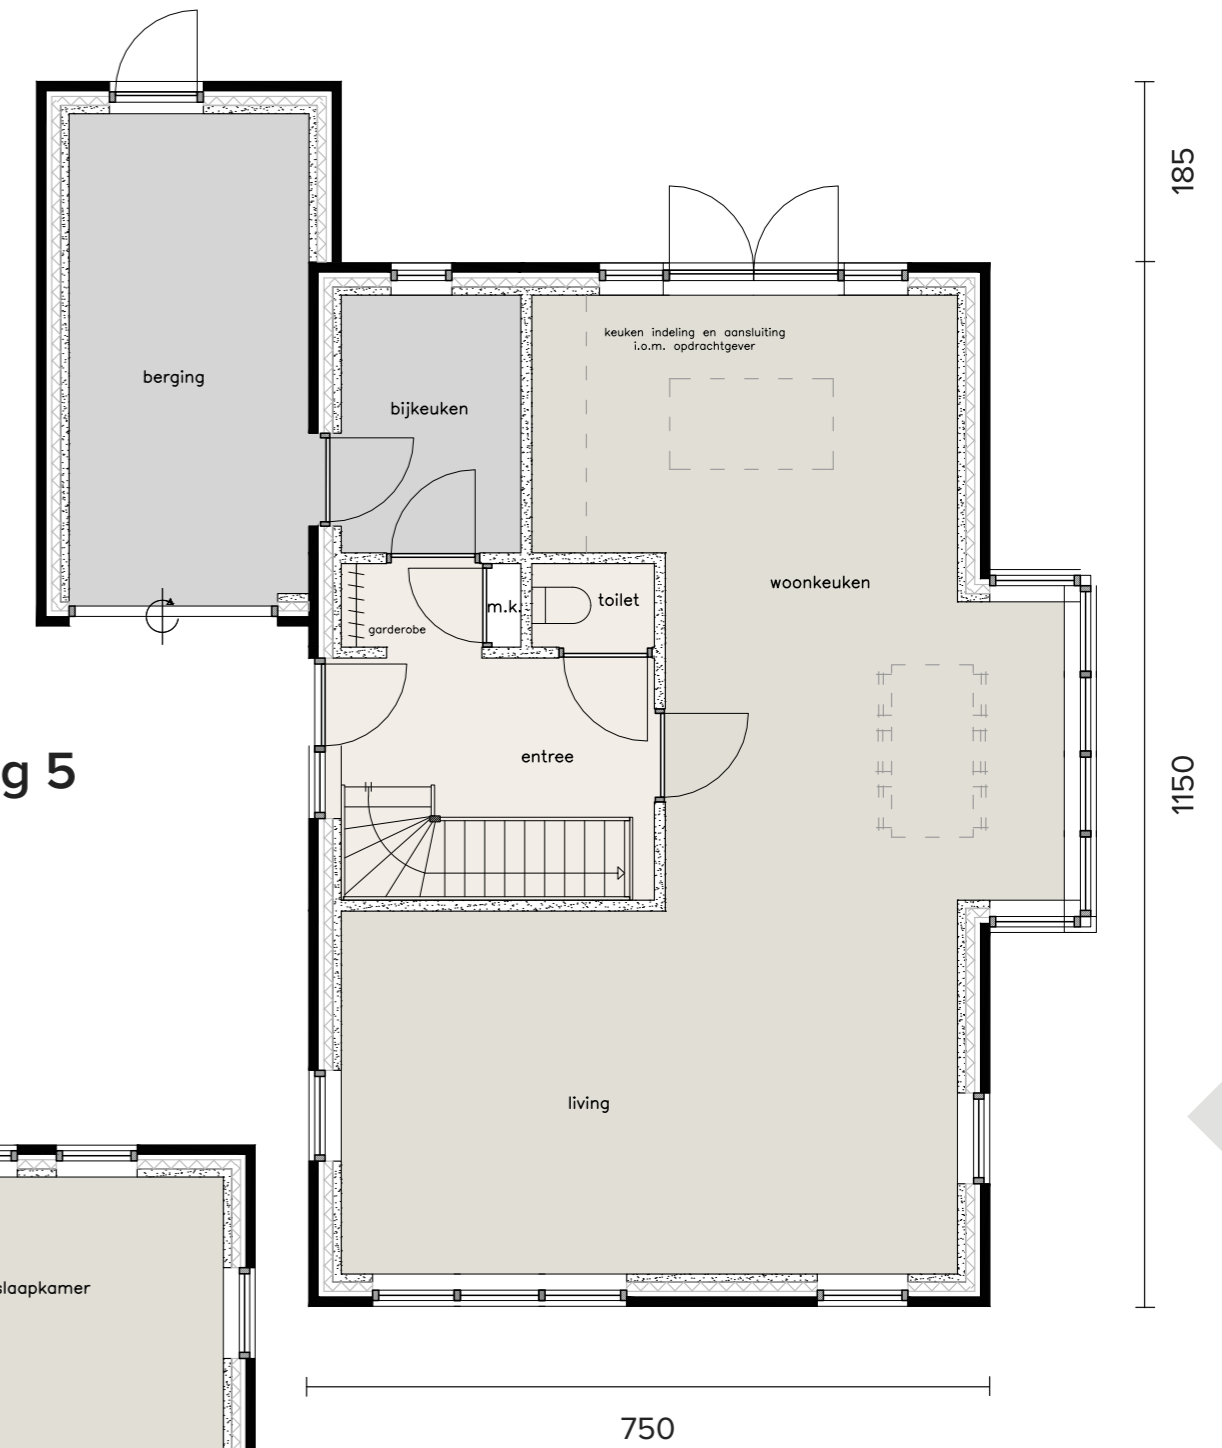 185
keuken indeling en aansluiting
i.o.m. opdrachtgever
berging
bijkeuken
woonkeuken
m.k.
toilet
garderobe
entree
g 5
1150
living
slaapkamer
750